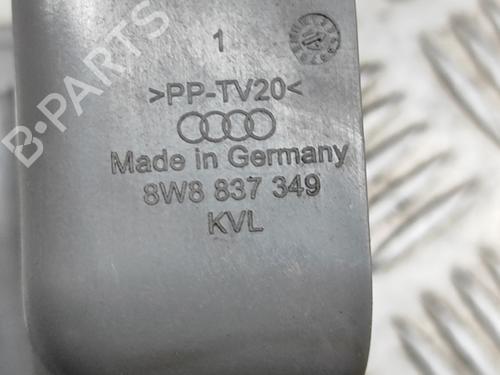 B-PARTS
1
>PP-TV20<
Made in Germany
8W8 837 349
KVL